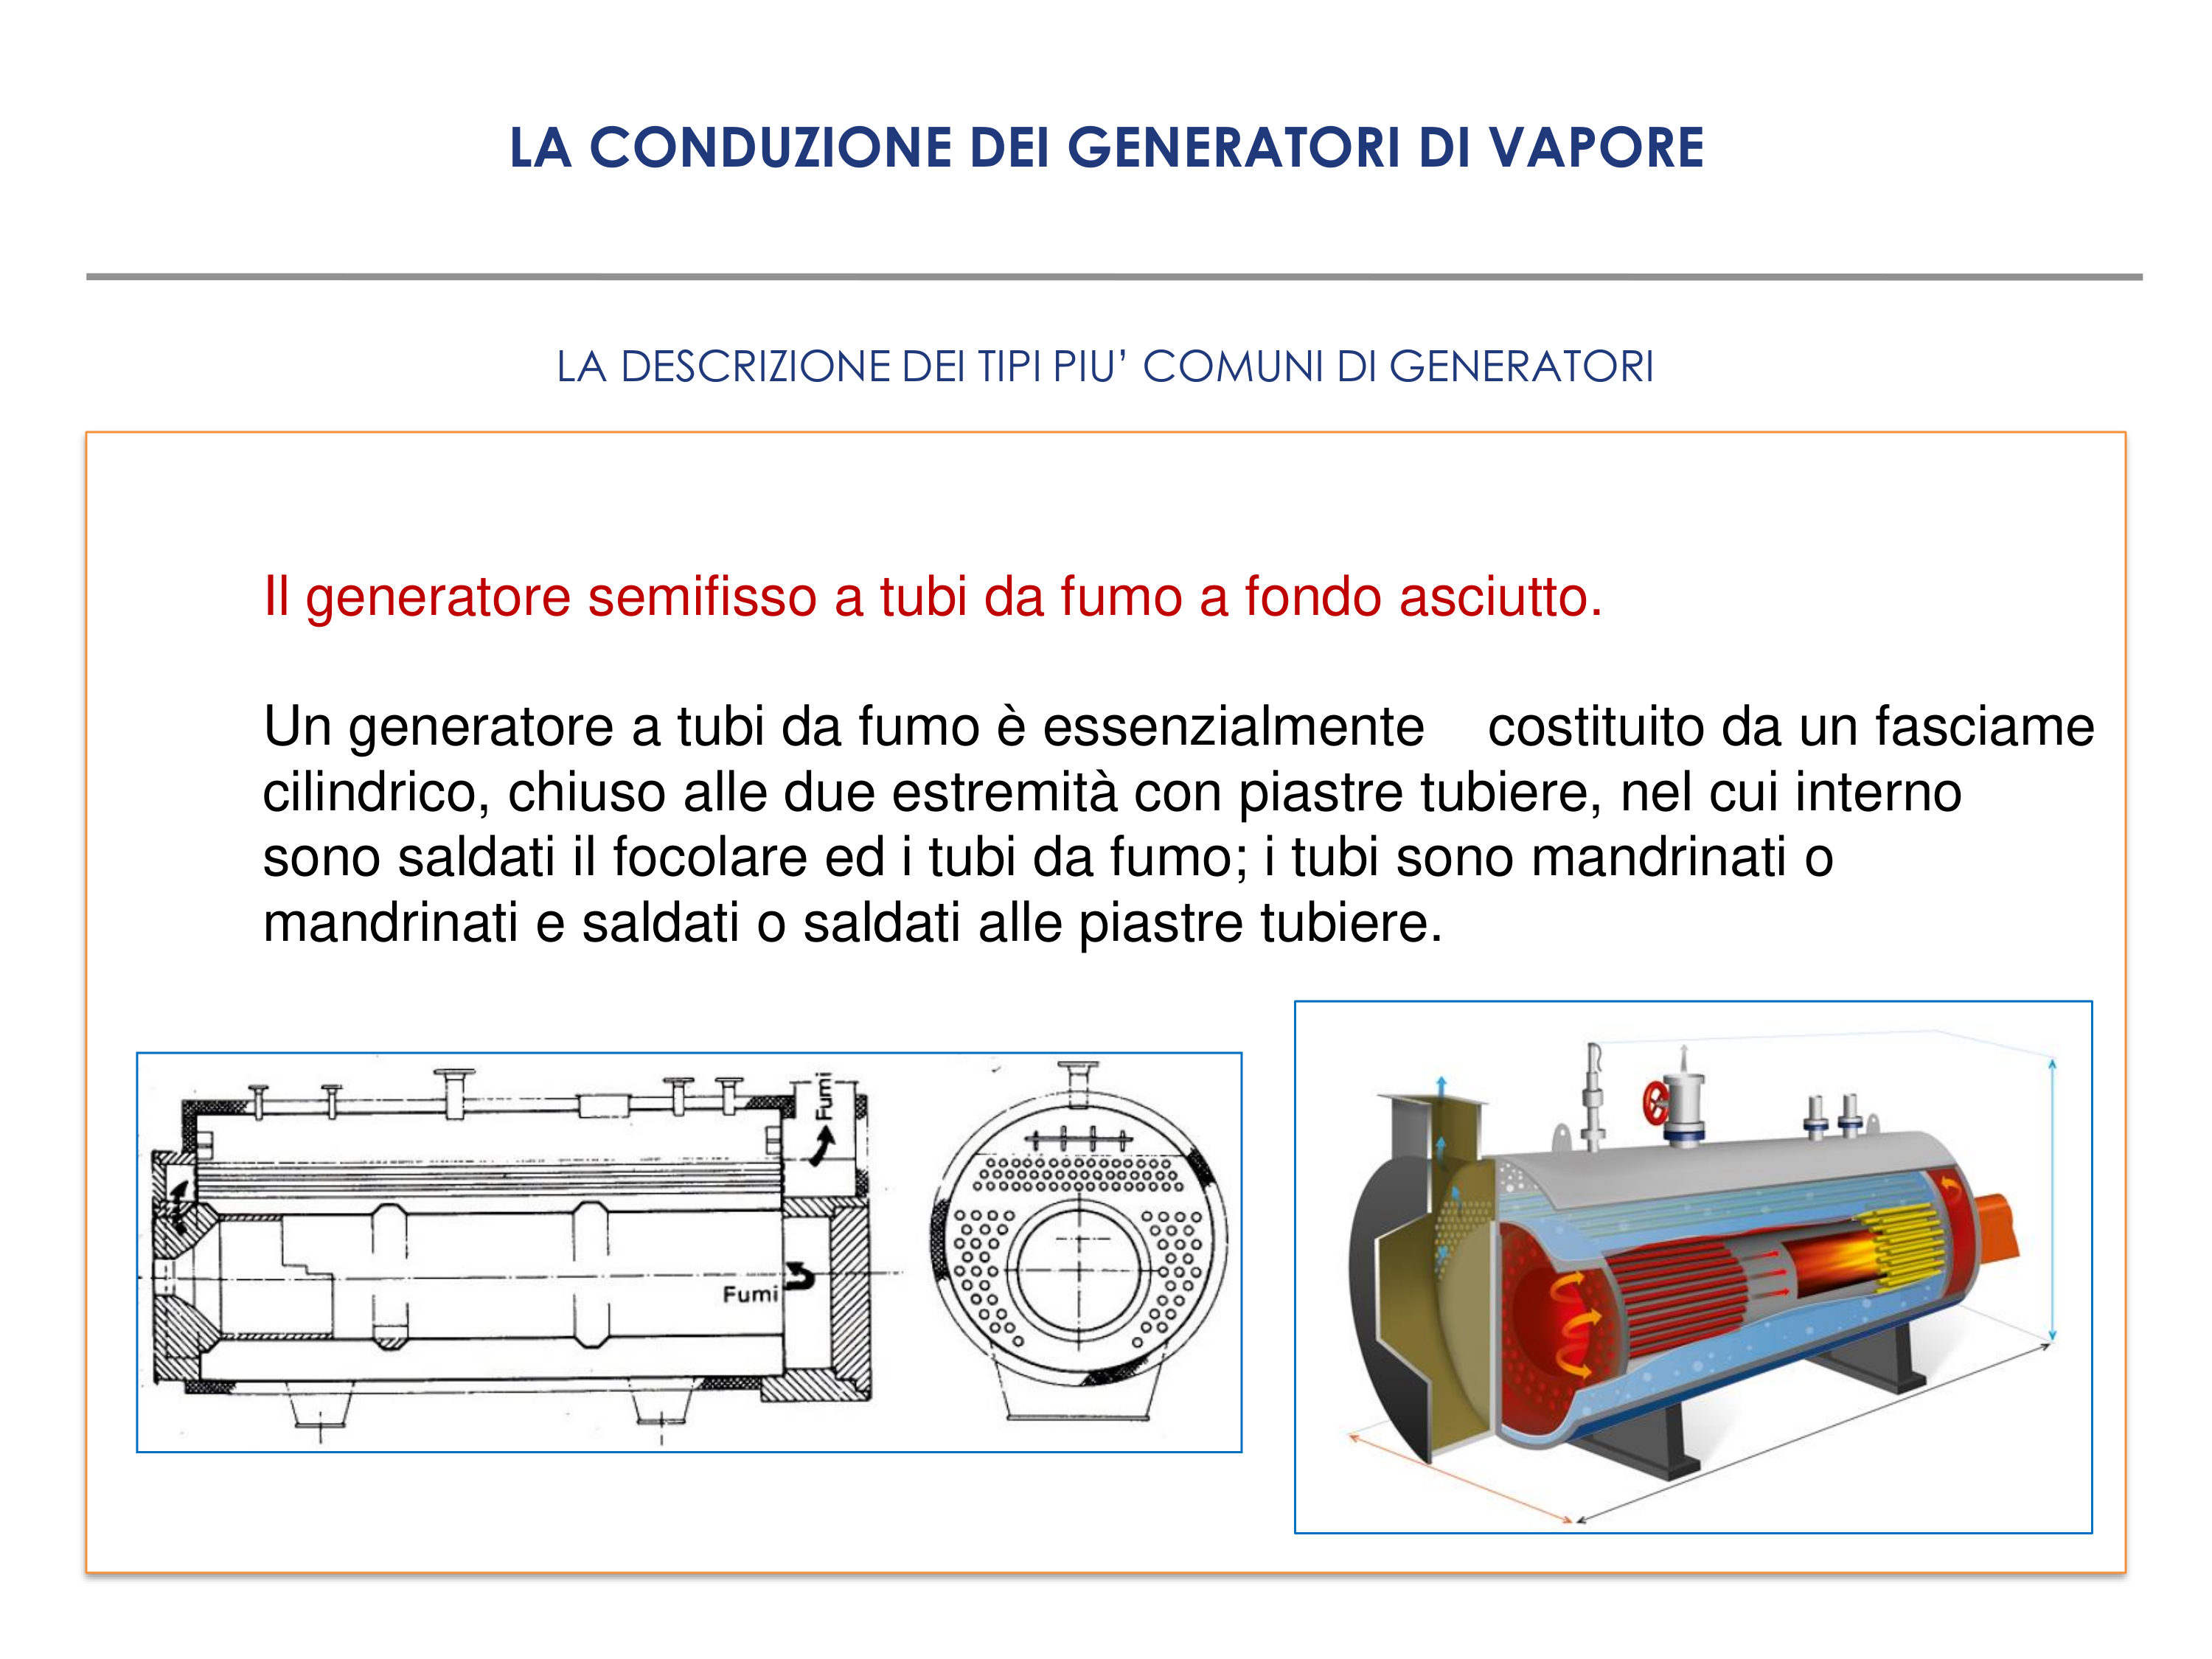 LA CONDUZIONE DEI GENERATORI DI VAPORE
LA DESCRIZIONE DEI TIPI PIU’ COMUNI DI GENERATORI
Il generatore semifisso a tubi da fumo a fondo asciutto.
Un generatore a tubi da fumo è essenzialmente costituito da un fasciame
cilindrico, chiuso alle due estremità con piastre tubiere, nel cui interno
sono saldati il focolare ed i tubi da fumo; i tubi sono mandrinati o
mandrinati e saldati o saldati alle piastre tubiere.
Fumi
Fumi